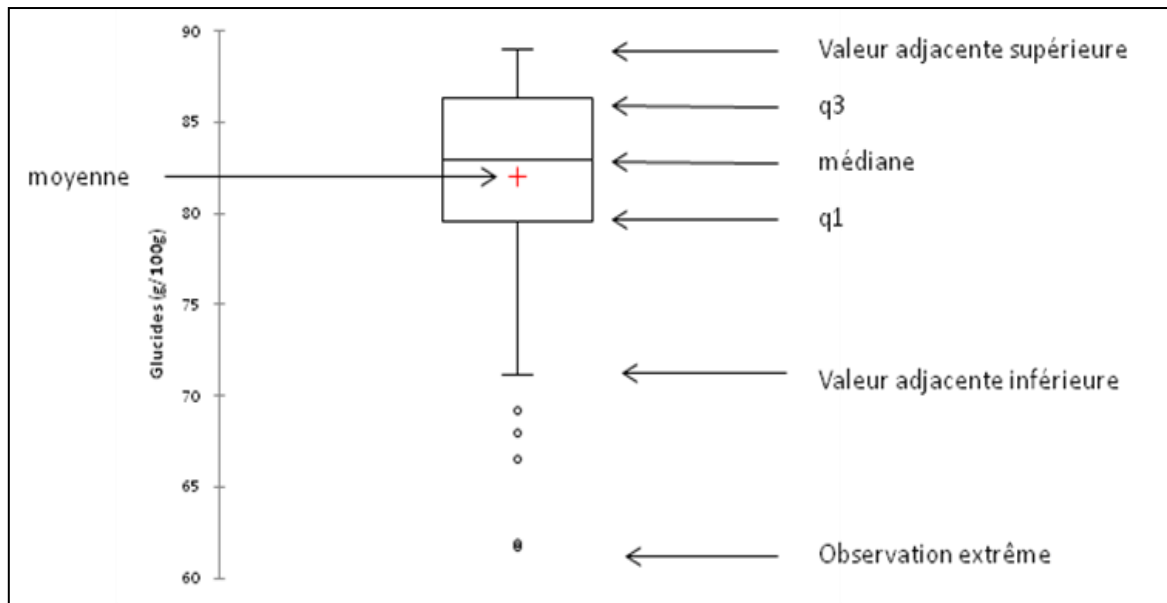 90
Valeur adjacente supérieure
q3
85
médiane
moyenne
80
q1
Glucides (g/100g)
75
70
Valeur adjacente inférieure
65
Observation extrême
60